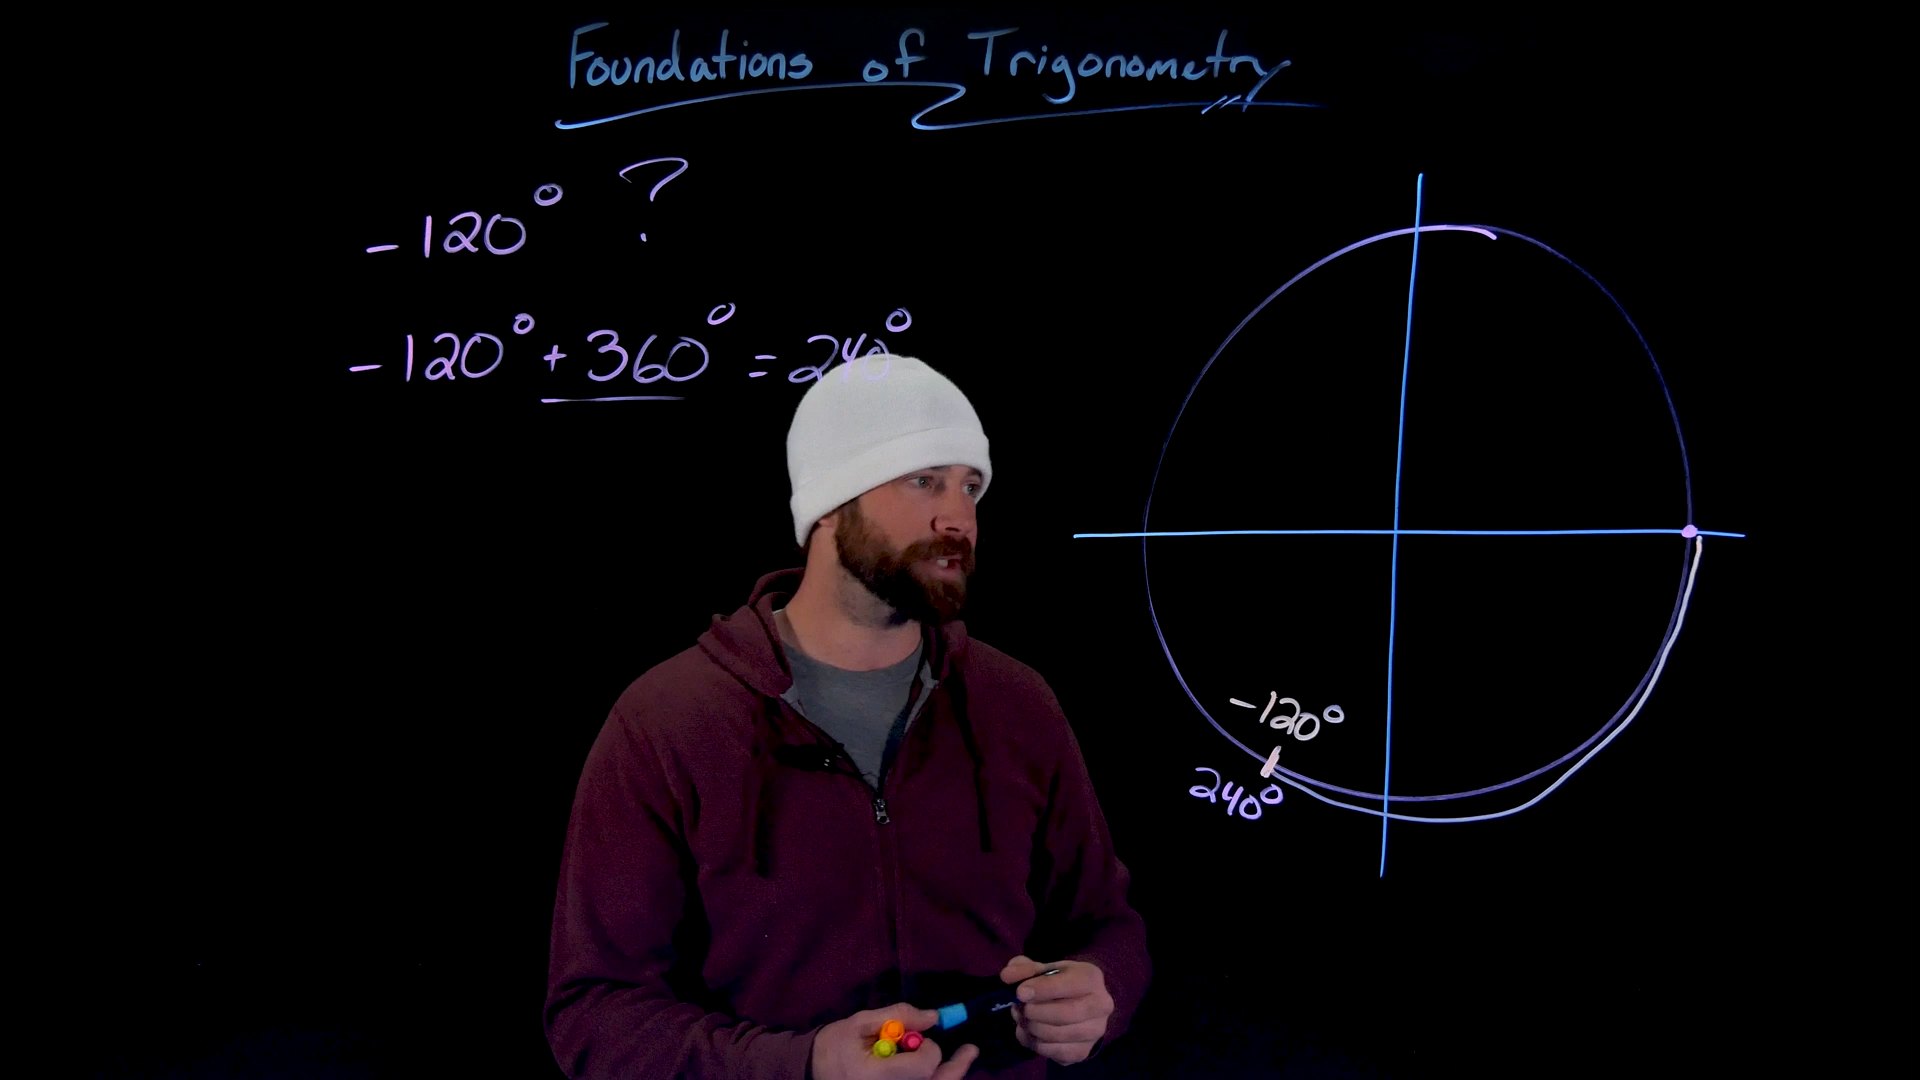 Foundations of Trigonometry
-120° ?
-120° + 360° = 240°
-120°
240°